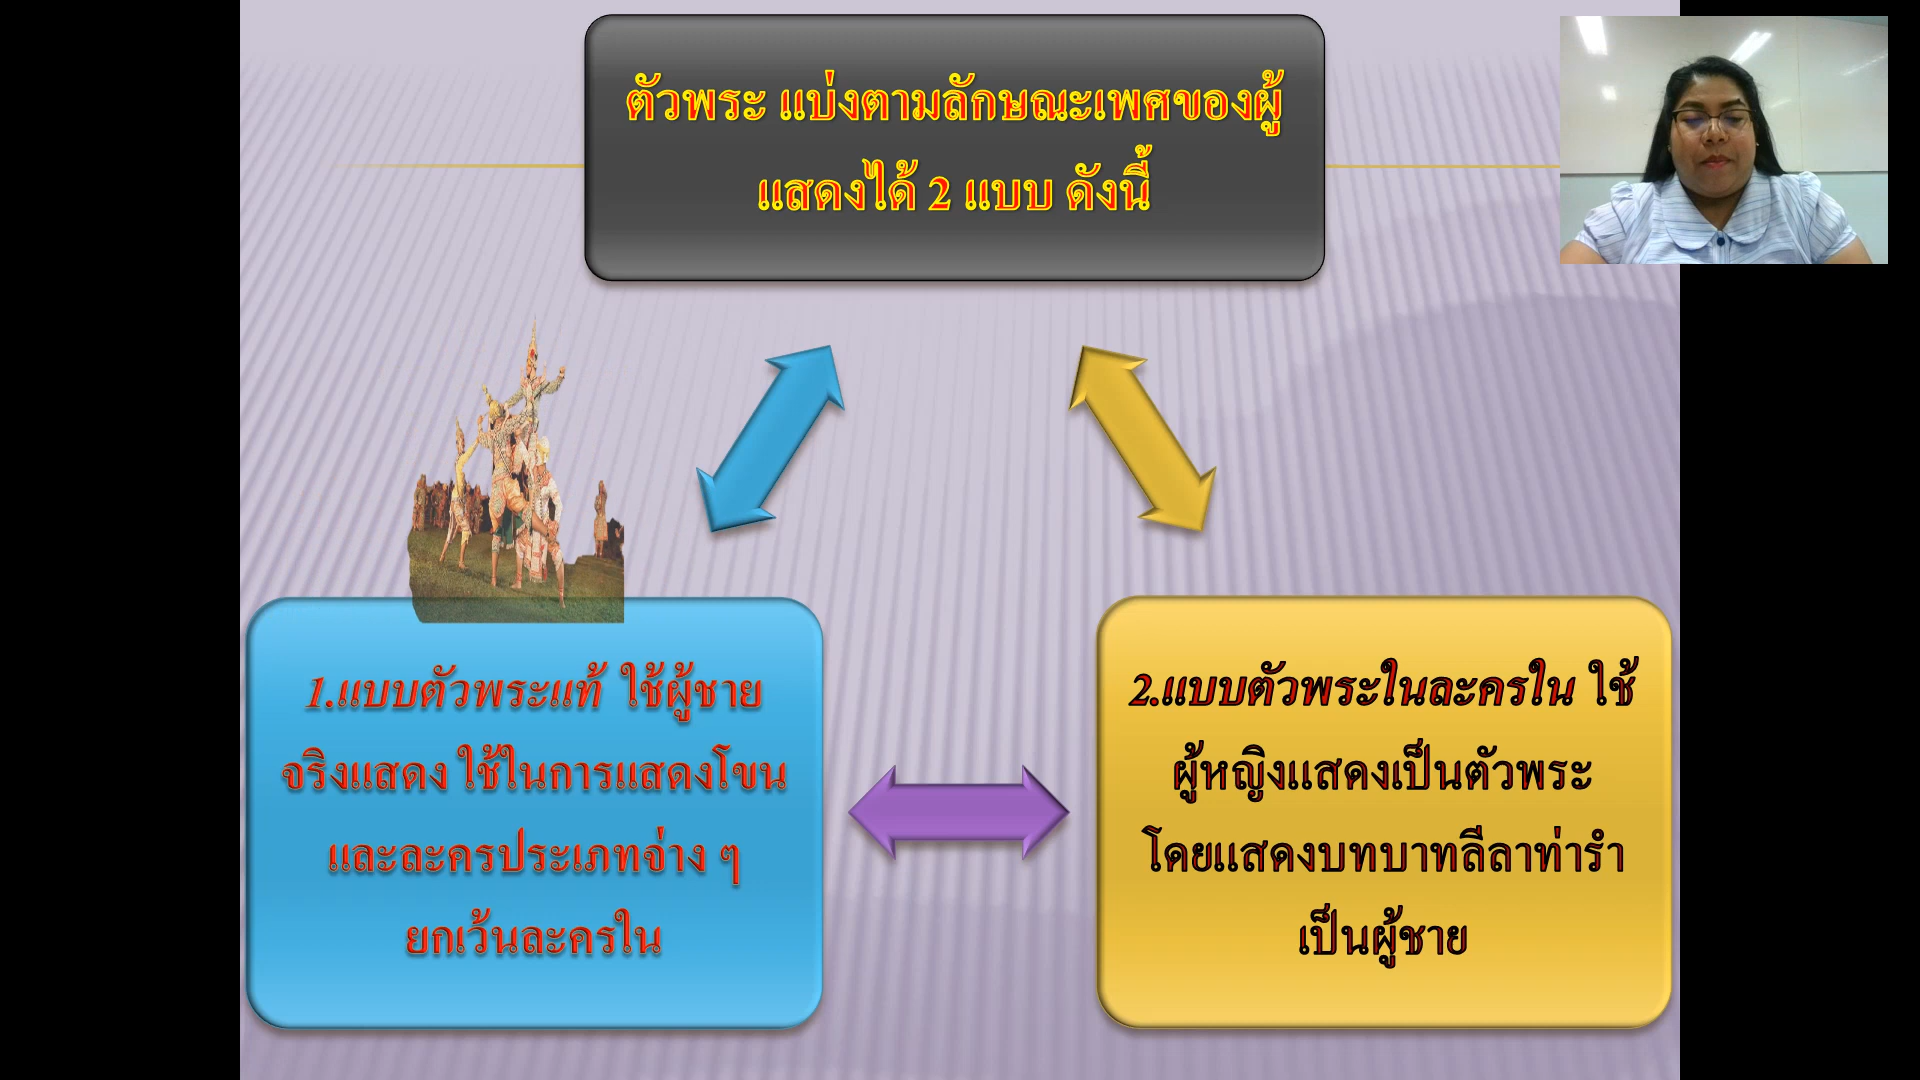 ตัวพระ แบ่งตามลักษณะเพศของผู้
แสดงได้ 2 แบบ ดังนี้
1.แบบตัวพระแท้ ใช้ผู้ชาย
จริงแสดง ใช้ในการแสดงโขน
และละครประเภทจ่าง ๆ
ยกเว้นละครใน
2.แบบตัวพระในละครใน ใช้
ผู้หญิงแสดงเป็นตัวพระ
โดยแสดงบทบาทลีลาท่ารำ
เป็นผู้ชาย